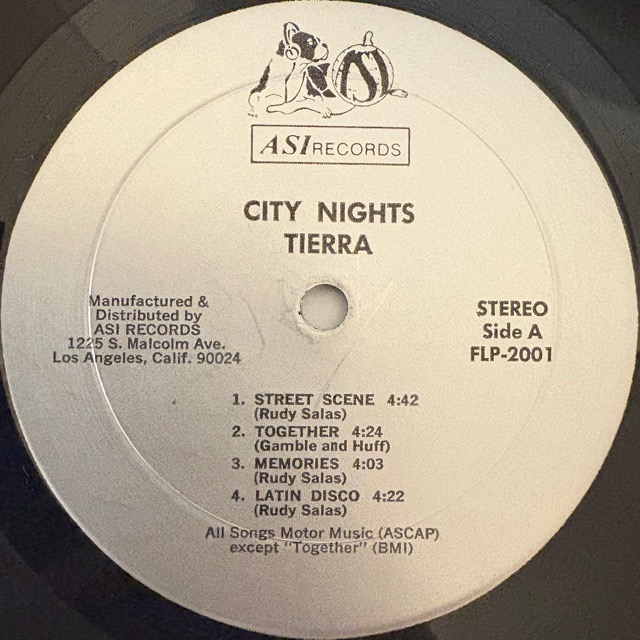 ASI RECORDS
CITY NIGHTS
TIERRA
Manufactured &
Distributed by
ASI RECORDS
1225 S. Malcolm Ave.
Los Angeles, Calif. 90024
STEREO
Side A
FLP-2001
1. STREET SCENE 4:42
(Rudy Salas)
2. TOGETHER 4:24
(Gamble and Huff)
3. MEMORIES 4:03
(Rudy Salas)
4. LATIN DISCO 4:22
(Rudy Salas)
All Songs Motor Music (ASCAP)
except "Together" (BMI)